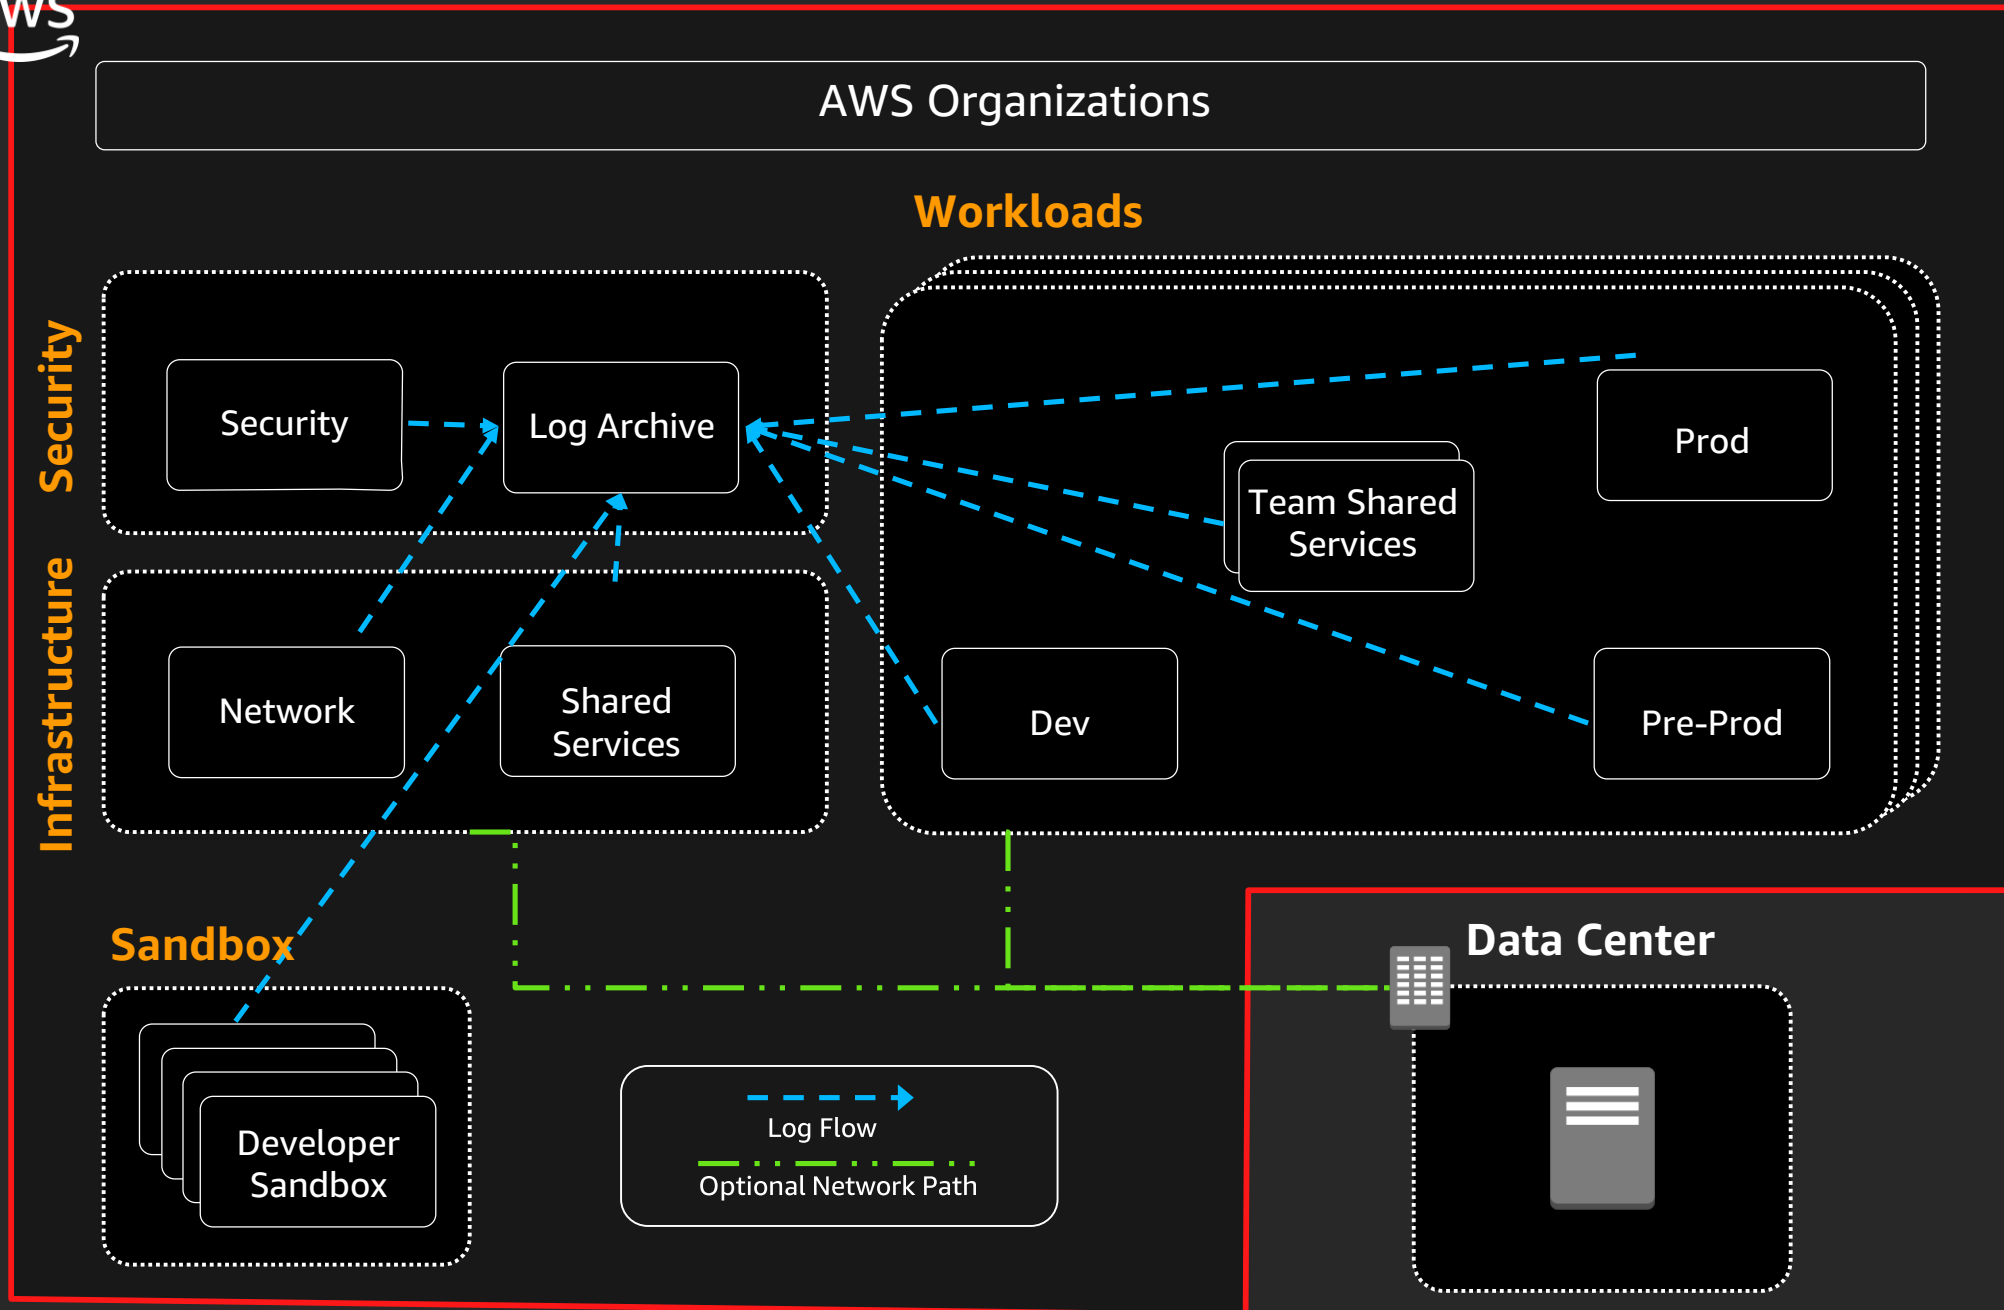 aws
AWS Organizations
Workloads
Security
Security
Log Archive
Prod
Team Shared
Services
Infrastructure
Network
Shared
Services
Dev
Pre-Prod
Sandbox
Data Center
Developer
Sandbox
Log Flow
Optional Network Path